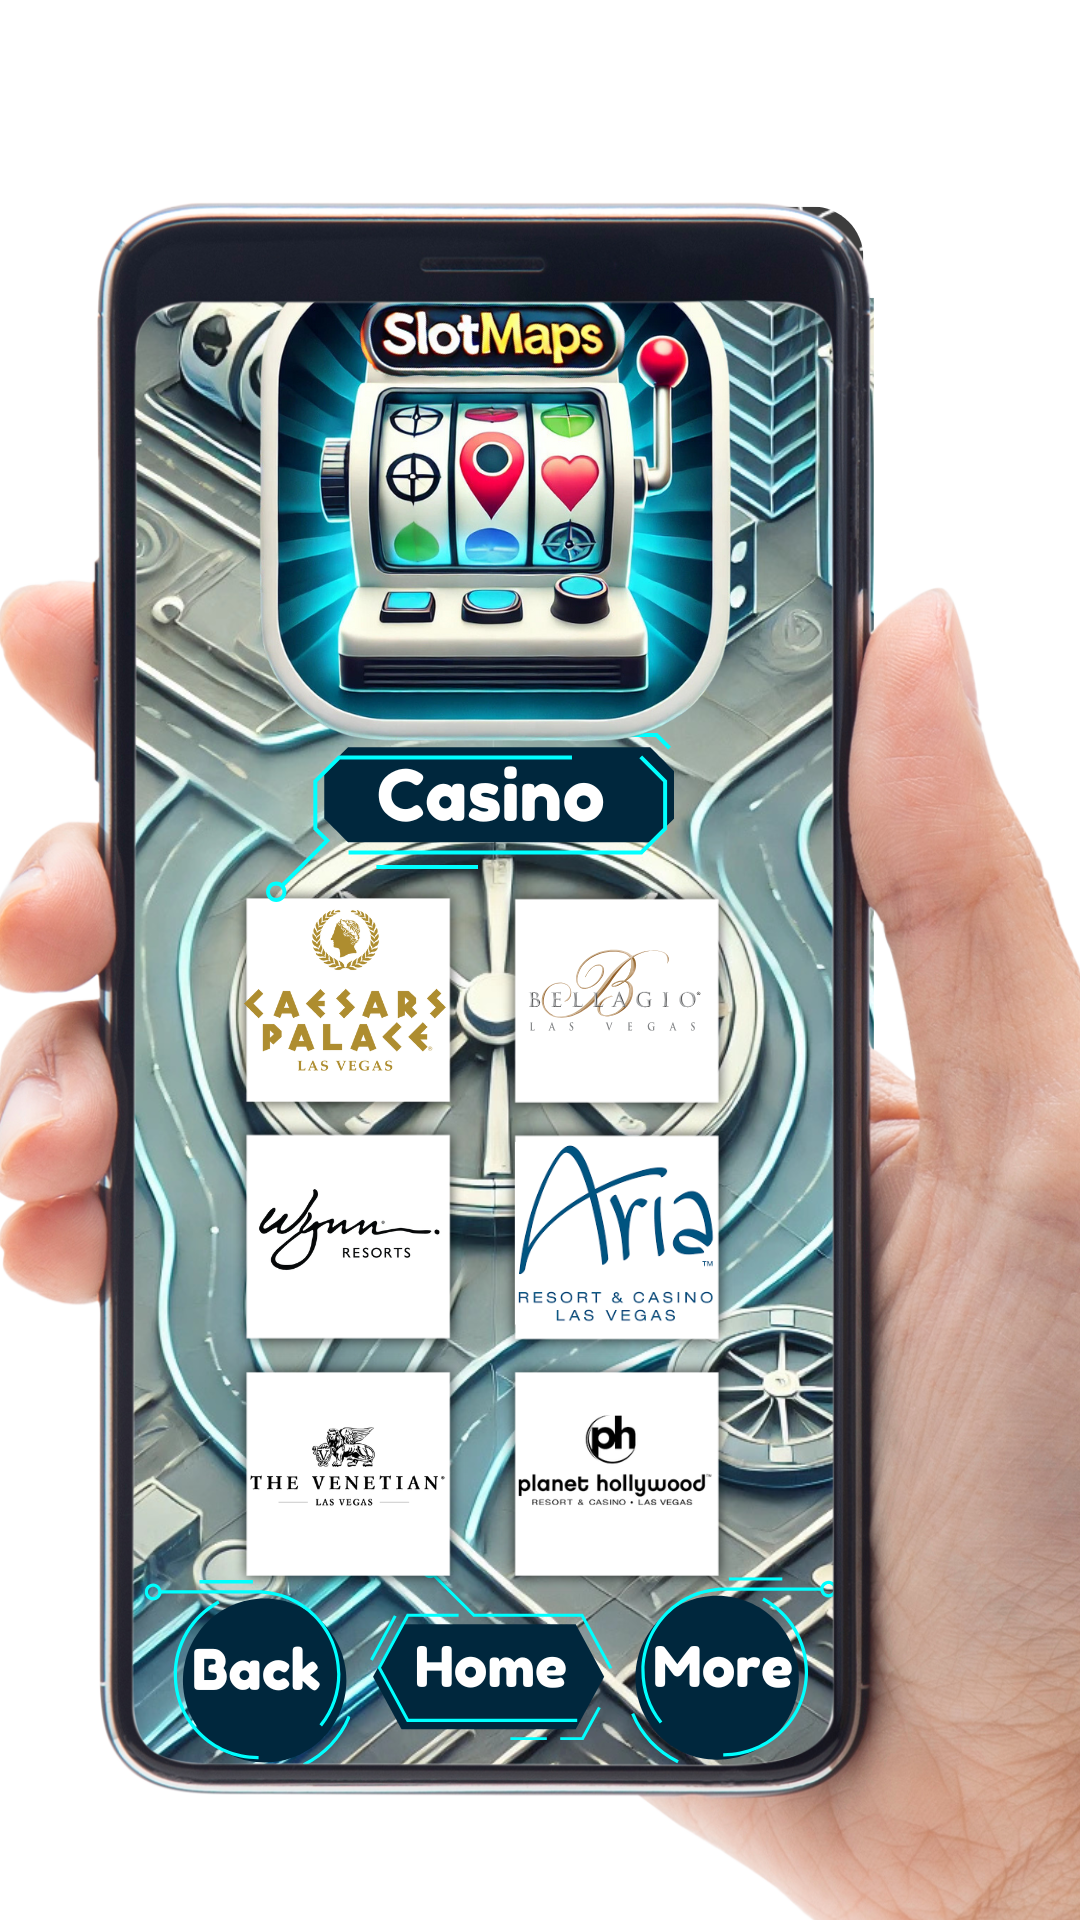 SlotMaps
Casino
CAESARS
PALACE
LAS VEGAS
B
BELLAGIO
LAS VEGAS
Wynn
RESORTS
Aria
TM
RESORT & CASINO
LAS VEGAS
THE VENETIAN®
LAS VEGAS
ph
planet hollywood
RESORT & CASINO • LAS VEGAS
Back
Home
More